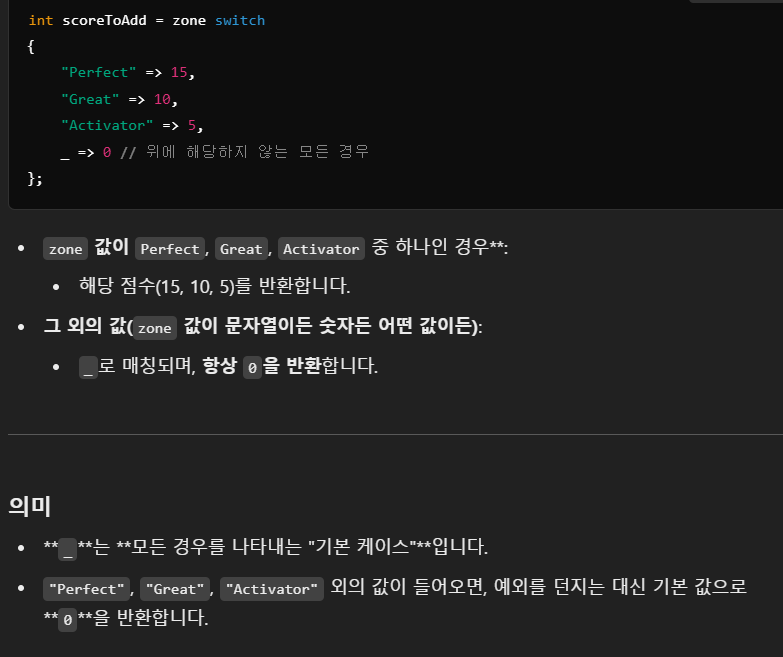 int scoreToAdd = zone switch
{
"Perfect" => 15,
"Great" => 10,
"Activator" => 5,
_ => 0 // 위에 해당하지 않는 모든 경우
};
• zone 값이 Perfect, Great, Activator 중 하나인 경우**:
• 해당 점수(15, 10, 5)를 반환합니다.
• 그 외의 값(zone 값이 문자열이든 숫자든 어떤 값이든):
• _로 매칭되며, 항상 0을 반환합니다.
의미
• **_**는 **모든 경우를 나타내는 "기본 케이스"**입니다.
• "Perfect", "Great", "Activator" 외의 값이 들어오면, 예외를 던지는 대신 기본 값으로
**0**을 반환합니다.